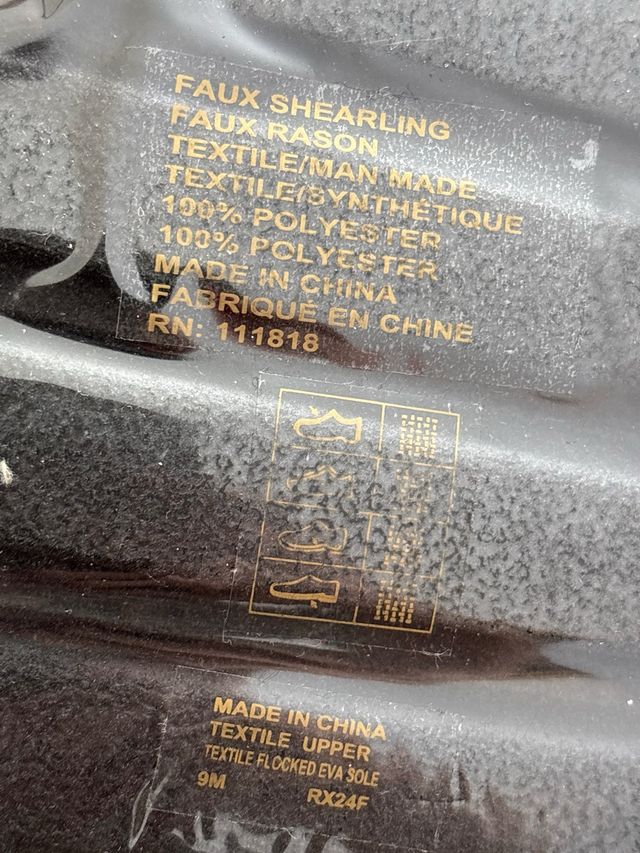 FAUX SHEARLING
FAUX RASON
TEXTILE/MAN MADE
TEXTILE/SYNTHÉTIQUE
100% POLYESTER
100% POLYESTER
MADE IN CHINA
FABRIQUÉ EN CHINE
RN: 111818
MADE IN CHINA
TEXTILE UPPER
TEXTILE FLOCKED EVA SOLE
9M RX24F